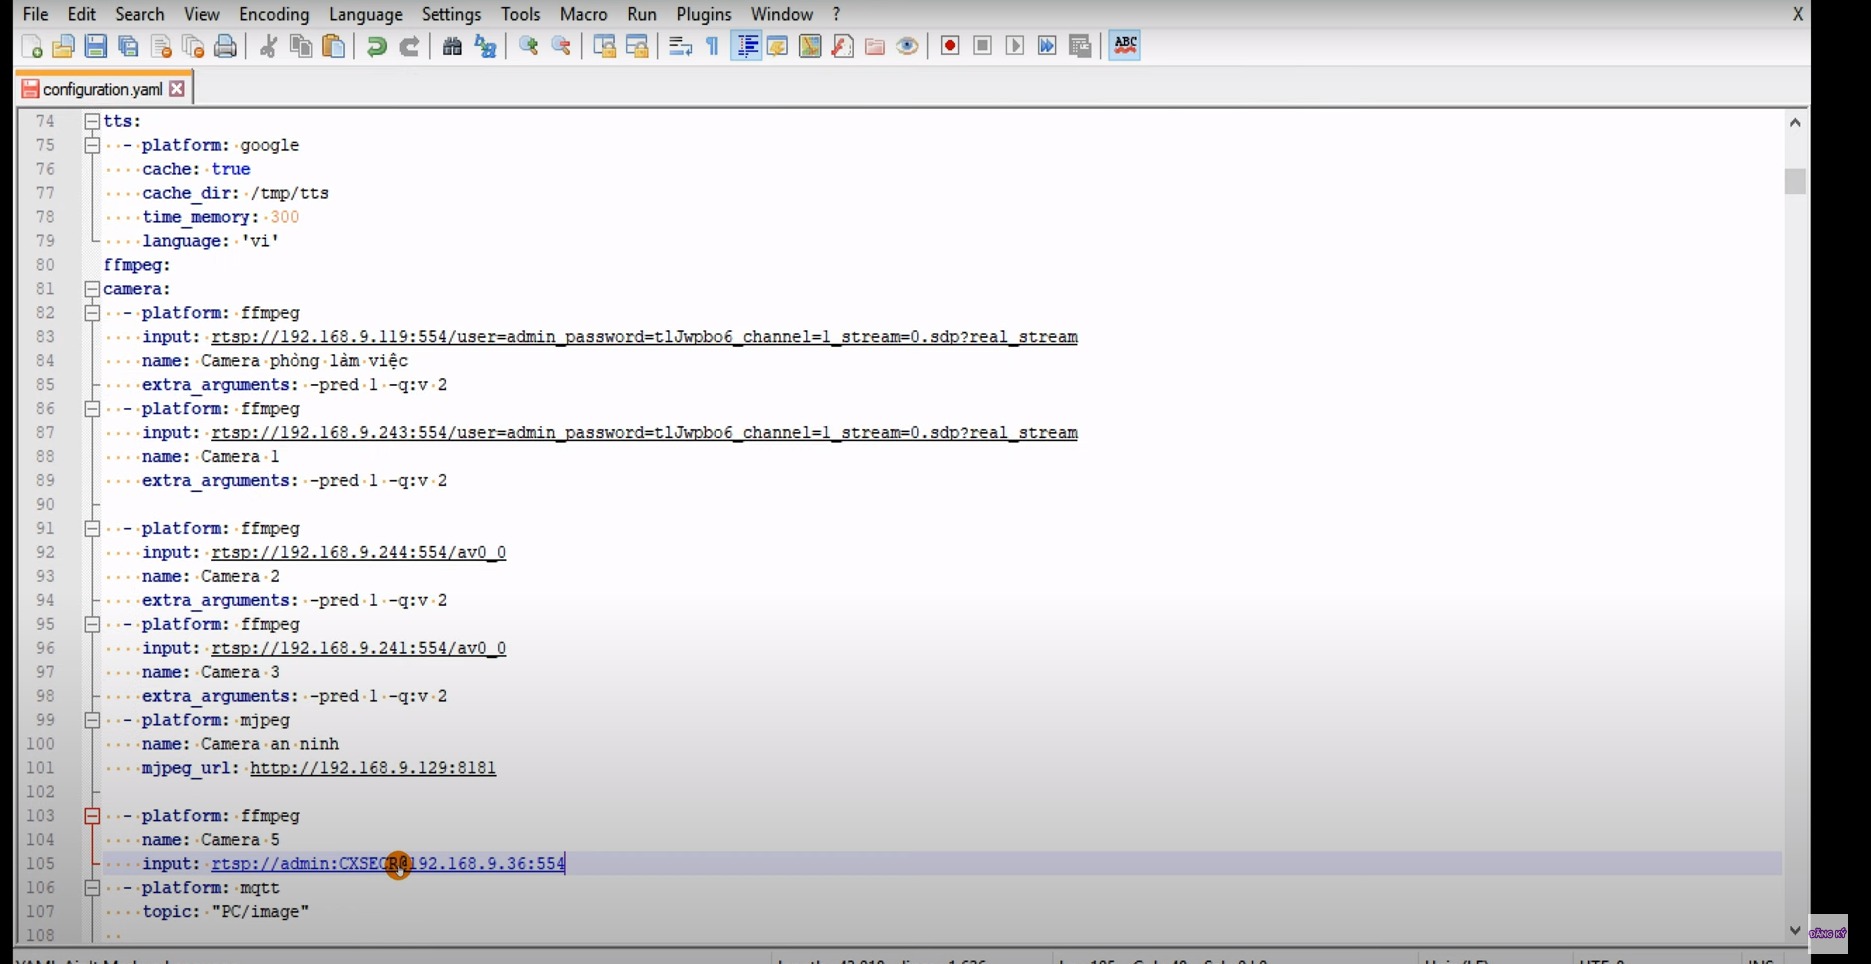 File Edit Search View Encoding Language Settings Tools Macro Run Plugins Window ? X
ABC
configuration.yaml
74 tts:
75 - platform: google
76 cache: true
77 cache_dir: /tmp/tts
78 time_memory: 300
79 language: 'vi'
80 ffmpeg:
81 camera:
82 - platform: ffmpeg
83 input: rtsp://192.168.9.119:554/user=admin_password=tlJwpbo6_channel=1_stream=0.sdp?real_stream
84 name: Camera phòng làm việc
85 extra_arguments: -pred 1 -q:v 2
86 - platform: ffmpeg
87 input: rtsp://192.168.9.243:554/user=admin_password=tlJwpbo6_channel=1_stream=0.sdp?real_stream
88 name: Camera 1
89 extra_arguments: -pred 1 -q:v 2
90
91 - platform: ffmpeg
92 input: rtsp://192.168.9.244:554/av0_0
93 name: Camera 2
94 extra_arguments: -pred 1 -q:v 2
95 - platform: ffmpeg
96 input: rtsp://192.168.9.241:554/av0_0
97 name: Camera 3
98 extra_arguments: -pred 1 -q:v 2
99 - platform: mjpeg
100 name: Camera an ninh
101 mjpeg_url: http://192.168.9.129:8181
102
103 - platform: ffmpeg
104 name: Camera 5
105 input:
106 - platform: mqtt
107 topic: "PC/image"
108
ĐĂNG KÝ